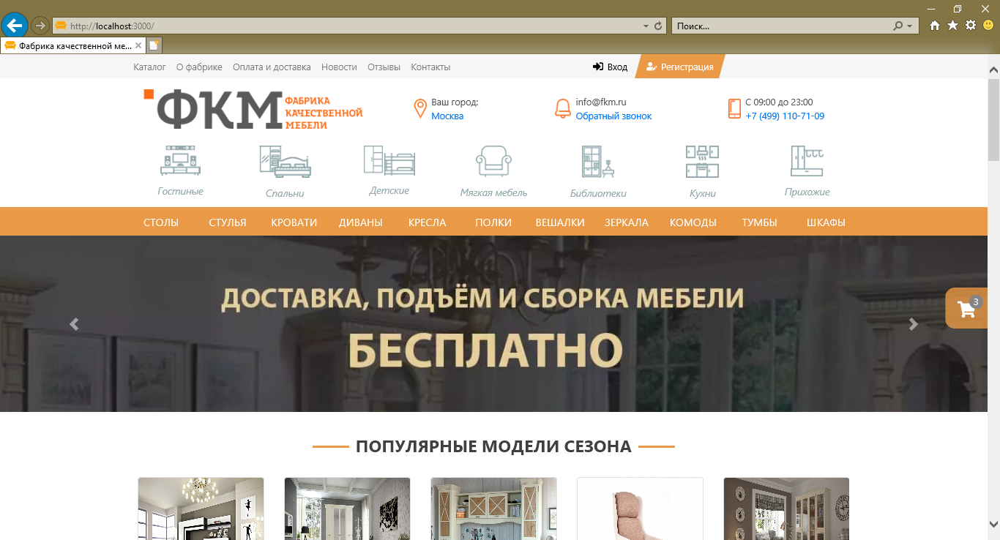 http://localhost:3000/
Поиск...
Фабрика качественной ме...
Каталог О фабрике Оплата и доставка Новости Отзывы Контакты Вход Регистрация
ФКМ
ФАБРИКА
КАЧЕСТВЕННОЙ
МЕБЕЛИ
Ваш город:
Москва
info@fkm.ru
Обратный звонок
С 09:00 до 23:00
+7 (499) 110-71-09
Гостиные Спальни Детские Мягкая мебель Библиотеки Кухни Прихожие
СТОЛЫ СТУЛЬЯ КРОВАТИ ДИВАНЫ КРЕСЛА ПОЛКИ ВЕШАЛКИ ЗЕРКАЛА КОМОДЫ ТУМБЫ ШКАФЫ
ДОСТАВКА, ПОДЪЁМ И СБОРКА МЕБЕЛИ
БЕСПЛАТНО
3
ПОПУЛЯРНЫЕ МОДЕЛИ СЕЗОНА